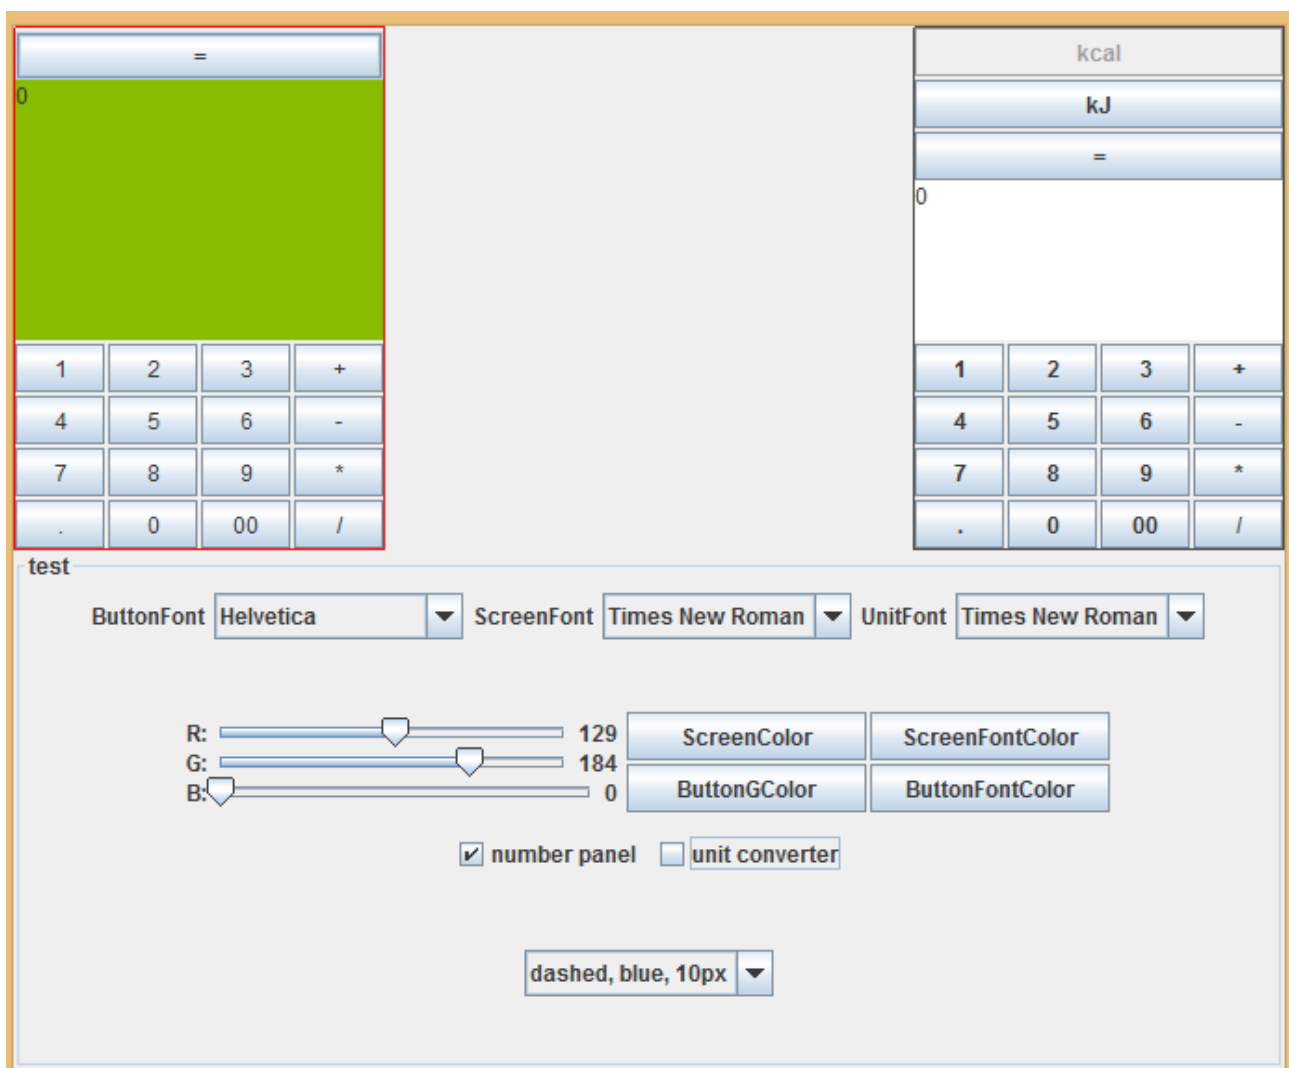 =
0
1 2 3 +
4 5 6 -
7 8 9 *
. 0 00 /
kcal
kJ
=
0
1 2 3 +
4 5 6 -
7 8 9 *
. 0 00 /
test
ButtonFont Helvetica ScreenFont Times New Roman UnitFont Times New Roman
R: 129
G: 184
B: 0
ScreenColor ScreenFontColor
ButtonGColor ButtonFontColor
number panel unit converter
dashed, blue, 10px